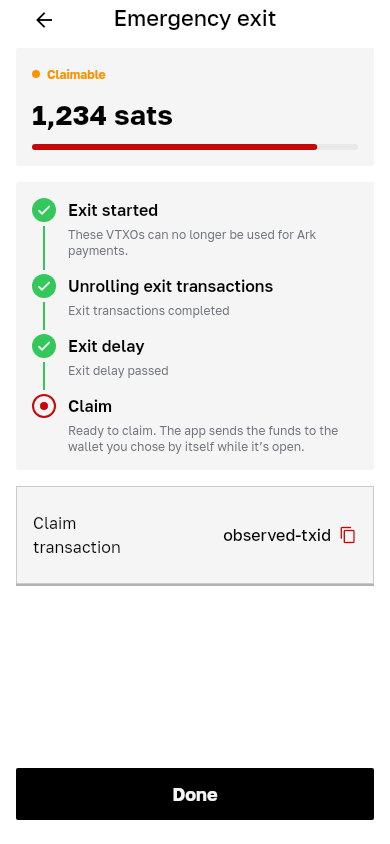 Emergency exit
Claimable
1,234 sats
Exit started
These VTXOs can no longer be used for Ark
payments.
Unrolling exit transactions
Exit transactions completed
Exit delay
Exit delay passed
Claim
Ready to claim. The app sends the funds to the
wallet you chose by itself while it’s open.
Claim
transaction
observed-txid
Done